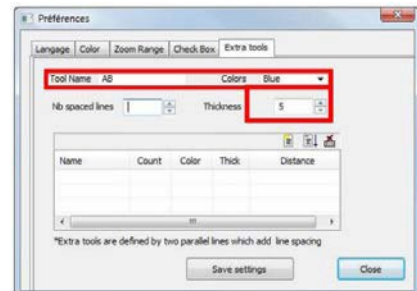 Préférences
Langage Color Zoom Range Check Box Extra tools
Tool Name AB Colors Blue
Nb spaced lines Thickness 5
Name Count Color Thick Distance
*Extra tools are defined by two parallel lines which add line spacing
Save settings Close